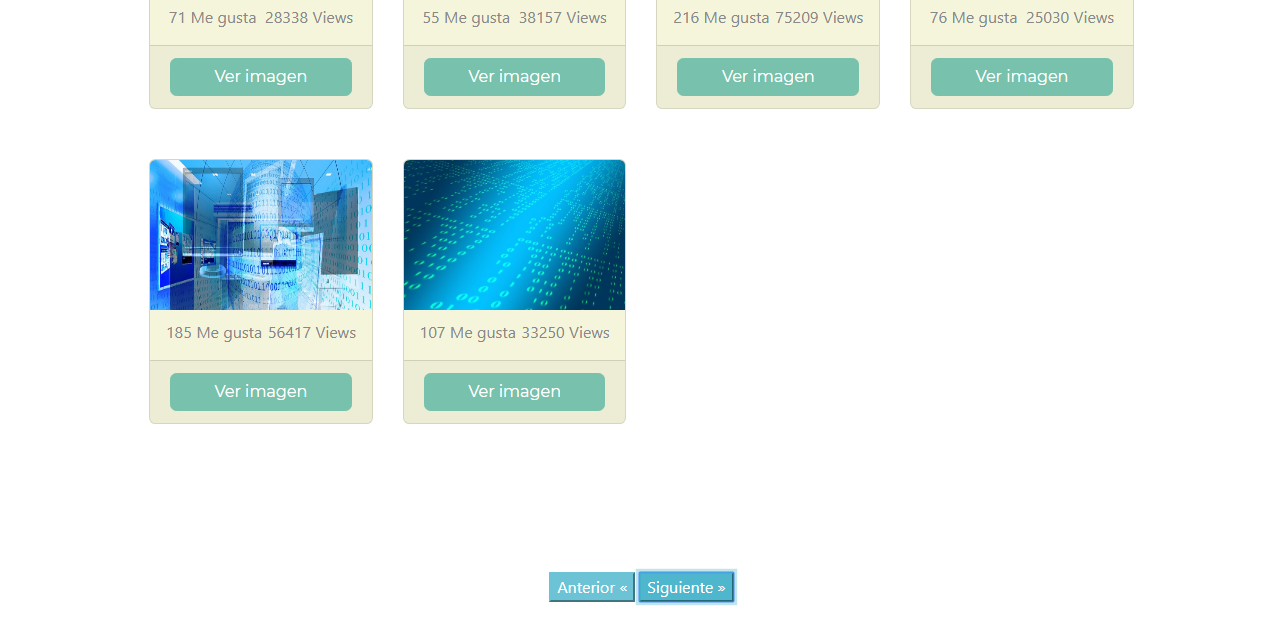 71 Me gusta 28338 Views
55 Me gusta 38157 Views
216 Me gusta 75209 Views
76 Me gusta 25030 Views
Ver imagen
Ver imagen
Ver imagen
Ver imagen
185 Me gusta 56417 Views
107 Me gusta 33250 Views
Ver imagen
Ver imagen
Anterior «
Siguiente »